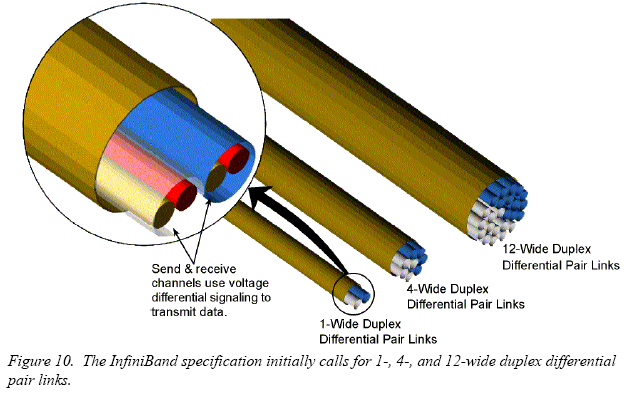 12-Wide Duplex
Differential Pair Links
4-Wide Duplex
Differential Pair Links
Send & receive
channels use voltage
differential signaling to
transmit data.
1-Wide Duplex
Differential Pair Links
Figure 10.  The InfiniBand specification initially calls for 1-, 4-, and 12-wide duplex differential
pair links.